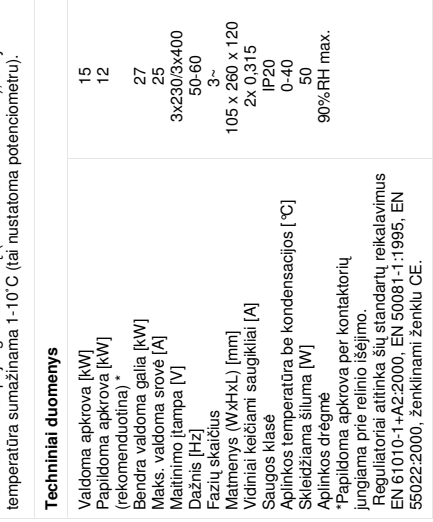 temperatūra sumažinama 1-10˚C (tai nustatoma potenciometru).
Techniniai duomenys
Valdoma apkrova [kW] 15
Papildoma apkrova [kW] 12
(rekomenduotina) *
Bendra valdoma galia [kW] 27
Maks. valdoma srovė [A] 25
Maitinimo įtampa [V] 3x230/3x400
Dažnis [Hz] 50-60
Fazių skaičius 3~
Matmenys (WxHxL) [mm] 105 x 260 x 120
Vidiniai keičiami saugikliai [A] 2x 0,315
Saugos klasė IP20
Aplinkos temperatūra be kondensacijos [˚C] 0-40
Skleidžiama šiluma [W] 50
Aplinkos drėgmė 90%RH max.
*Papildoma apkrova per kontaktorių
jungiama prie relinio išėjimo.
Reguliatoriai atitinka šių standartų reikalavimus
EN 61010-1+A2:2000, EN 50081-1:1995, EN
55022:2000, ženklinami ženklu CE.